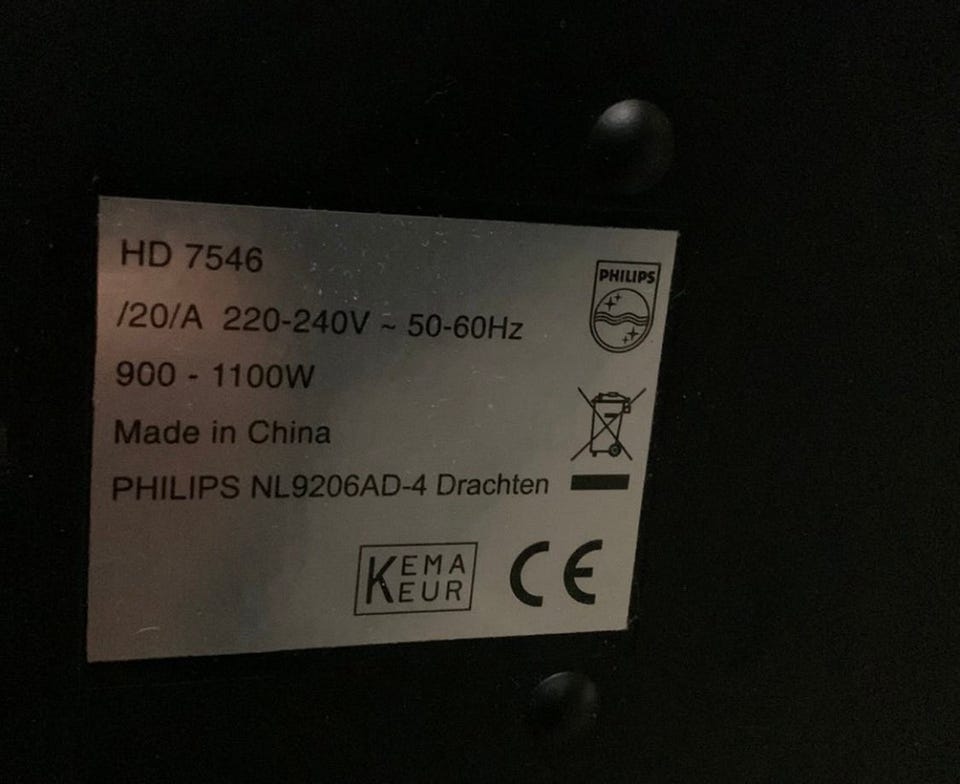 HD 7546
PHILIPS
/20/A 220-240V ~ 50-60Hz
900 - 1100W
Made in China
PHILIPS NL9206AD-4 Drachten
KEMA
KEUR
CE